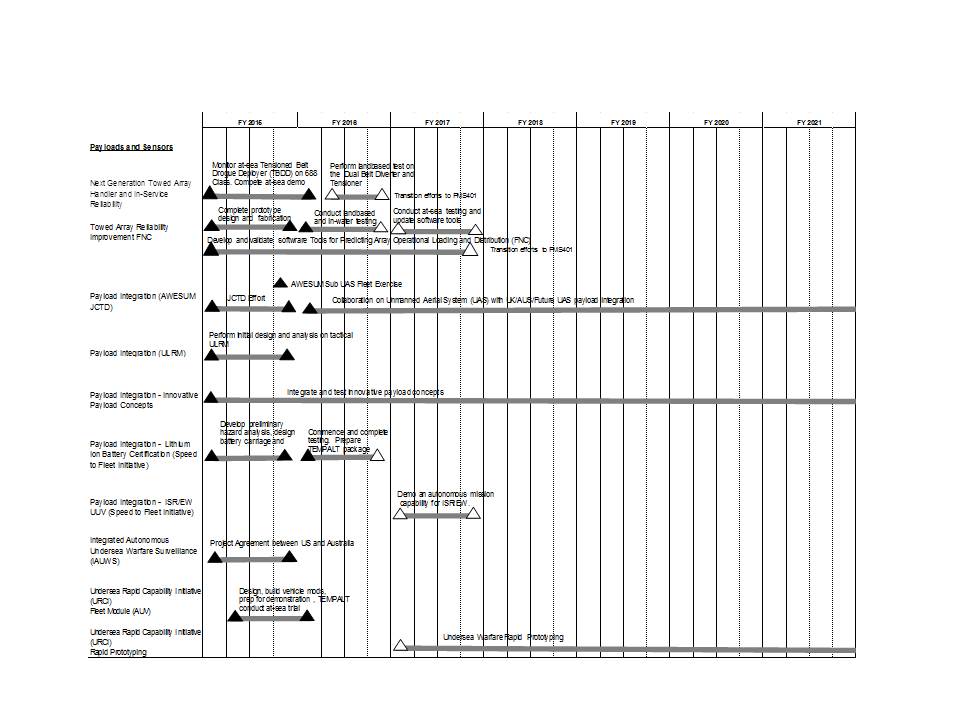 FY 2015 FY 2016 FY 2017 FY 2018 FY 2019 FY 2020 FY 2021
Payloads and Sensors
Next Generation Towed Array
Handler and In-Service
Reliability
Monitor at-sea Tensioned Belt
Drogue Deployer (TBDD) on 688
Class. Compete at-sea demo
Perform landbased test on
the Dual Belt Diverter and
Tensioner
Transition efforts to PMS401
Towed Array Reliability
Improvement FNC
Complete prototype
design and fabrication
Conduct landbased
and in-water testing
Conduct at-sea testing and
update software tools
Develop and validate software Tools for Predicting Array Operational Loading and Distribution (FNC)
Transition efforts to PMS401
AWESUM Sub UAS Fleet Exercise
Payload Integration (AWESUM
JCTD)
JCTD Effort
Collaboration on Unmanned Aerial System (UAS) with UK/AUS/Future UAS payload integration
Payload Integration (ULRM)
Perform initial design and analysis on tactical
ULRM
Payload Integration - Innovative
Payload Concepts
Integrate and test innovative payload concepts
Payload Integration - Lithium
Ion Battery Certification (Speed
to Fleet Initiative)
Develop preliminary
hazard analysis, design
battery carriage and
Commence and complete
testing. Prepare
TEMPALT package
Payload Integration - ISR/EW
UUV (Speed to Fleet Initiative)
Demo an autonomous mission
capability for ISR/EW.
Integrated Autonomous
Undersea Warfare Surveillance
(IAUWS)
Project Agreement between US and Australia
Undersea Rapid Capability Initiative
(URCI)
Fleet Module (AUV)
Design, build vehicle mods,
prep for demonstration . TEMPALT
conduct at-sea trial
Undersea Rapid Capability Initiative
(URCI)
Rapid Prototyping
Undersea Warfare Rapid Prototyping